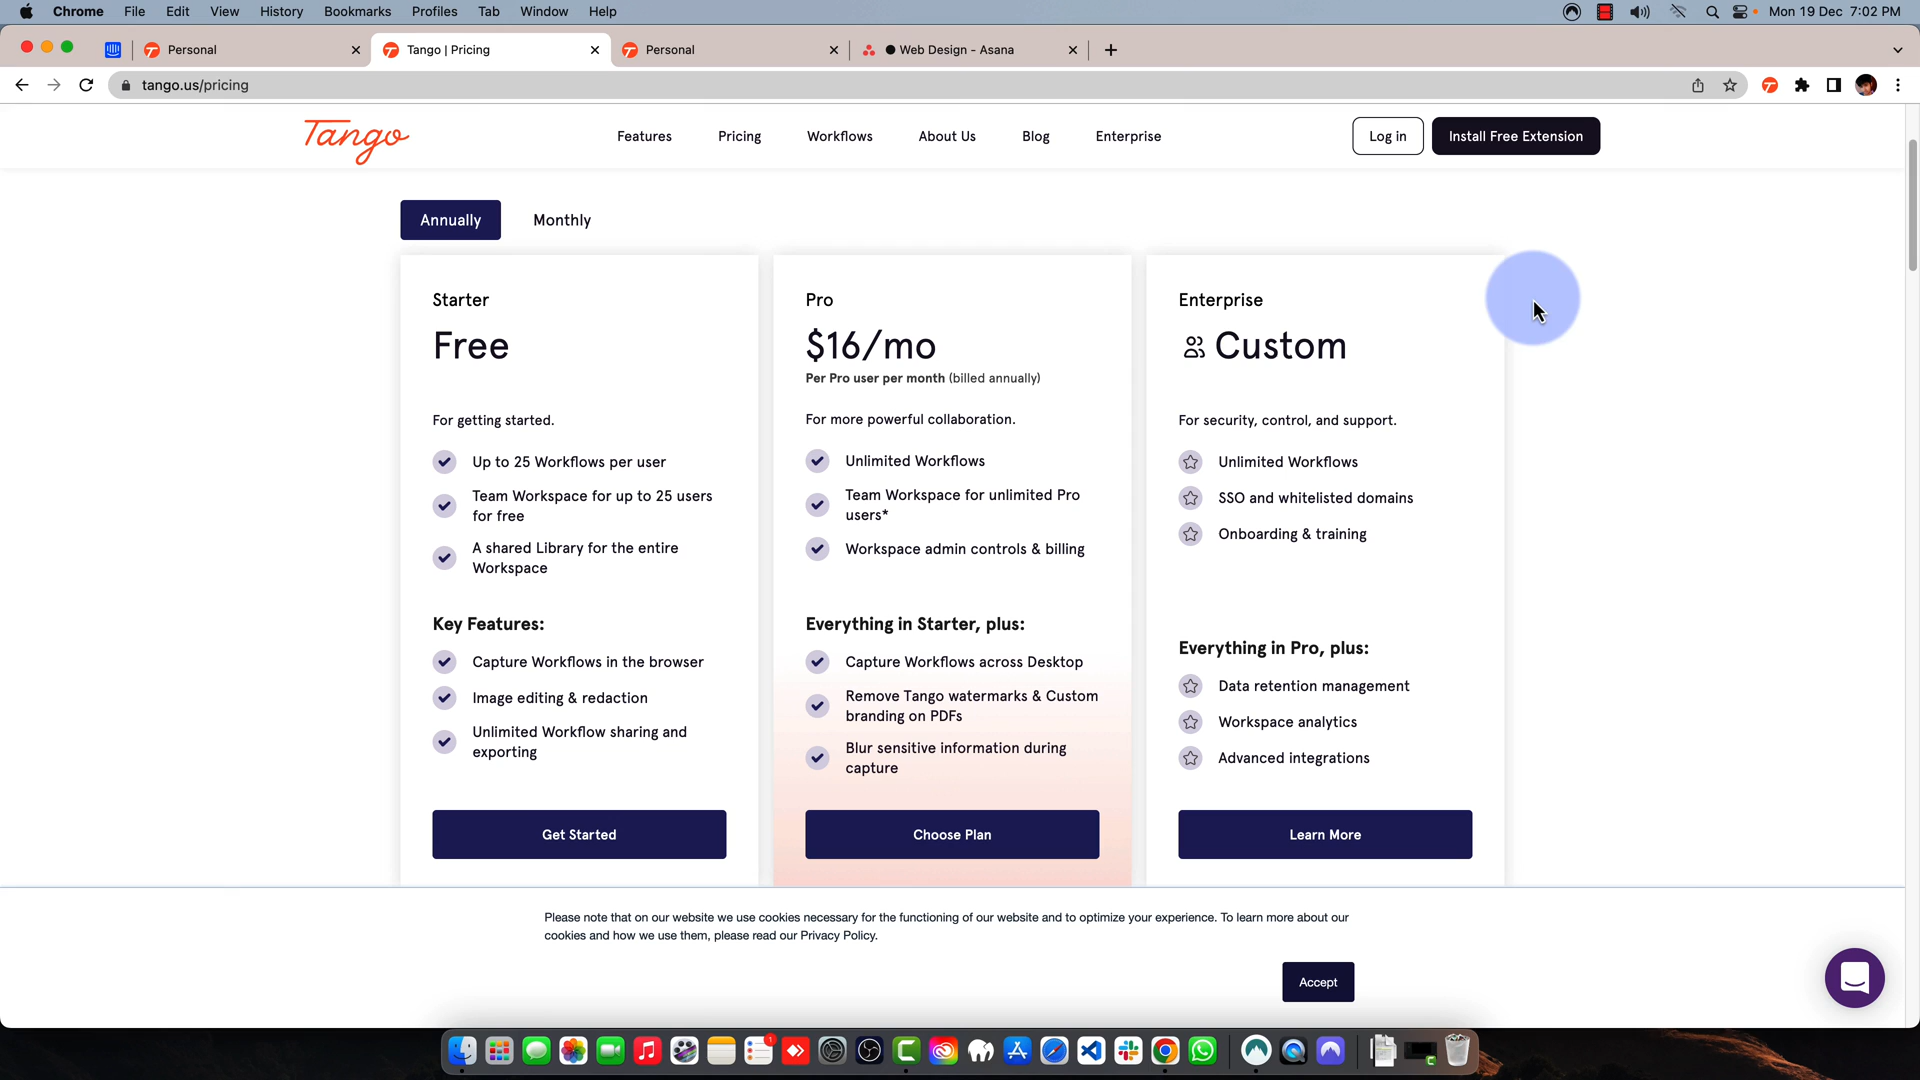 Chrome File Edit View History Bookmarks Profiles Tab Window Help Mon 19 Dec 7:02 PM
Personal Tango | Pricing Personal Web Design - Asana
tango.us/pricing
Tango Features Pricing Workflows About Us Blog Enterprise Log in Install Free Extension
Annually Monthly
Starter
Free
For getting started.
Up to 25 Workflows per user
Team Workspace for up to 25 users
for free
A shared Library for the entire
Workspace
Key Features:
Capture Workflows in the browser
Image editing & redaction
Unlimited Workflow sharing and
exporting
Get Started
Pro
$16/mo
Per Pro user per month (billed annually)
For more powerful collaboration.
Unlimited Workflows
Team Workspace for unlimited Pro
users*
Workspace admin controls & billing
Everything in Starter, plus:
Capture Workflows across Desktop
Remove Tango watermarks & Custom
branding on PDFs
Blur sensitive information during
capture
Choose Plan
Enterprise
Custom
For security, control, and support.
Unlimited Workflows
SSO and whitelisted domains
Onboarding & training
Everything in Pro, plus:
Data retention management
Workspace analytics
Advanced integrations
Learn More
Please note that on our website we use cookies necessary for the functioning of our website and to optimize your experience. To learn more about our
cookies and how we use them, please read our Privacy Policy.
Accept